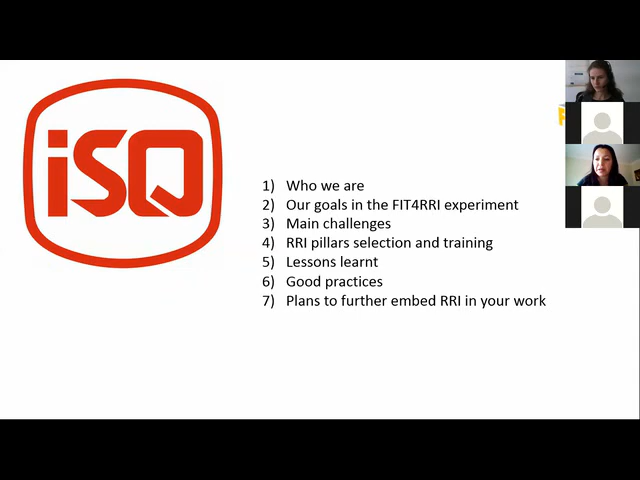 iSQ
1) Who we are
2) Our goals in the FIT4RRI experiment
3) Main challenges
4) RRI pillars selection and training
5) Lessons learnt
6) Good practices
7) Plans to further embed RRI in your work